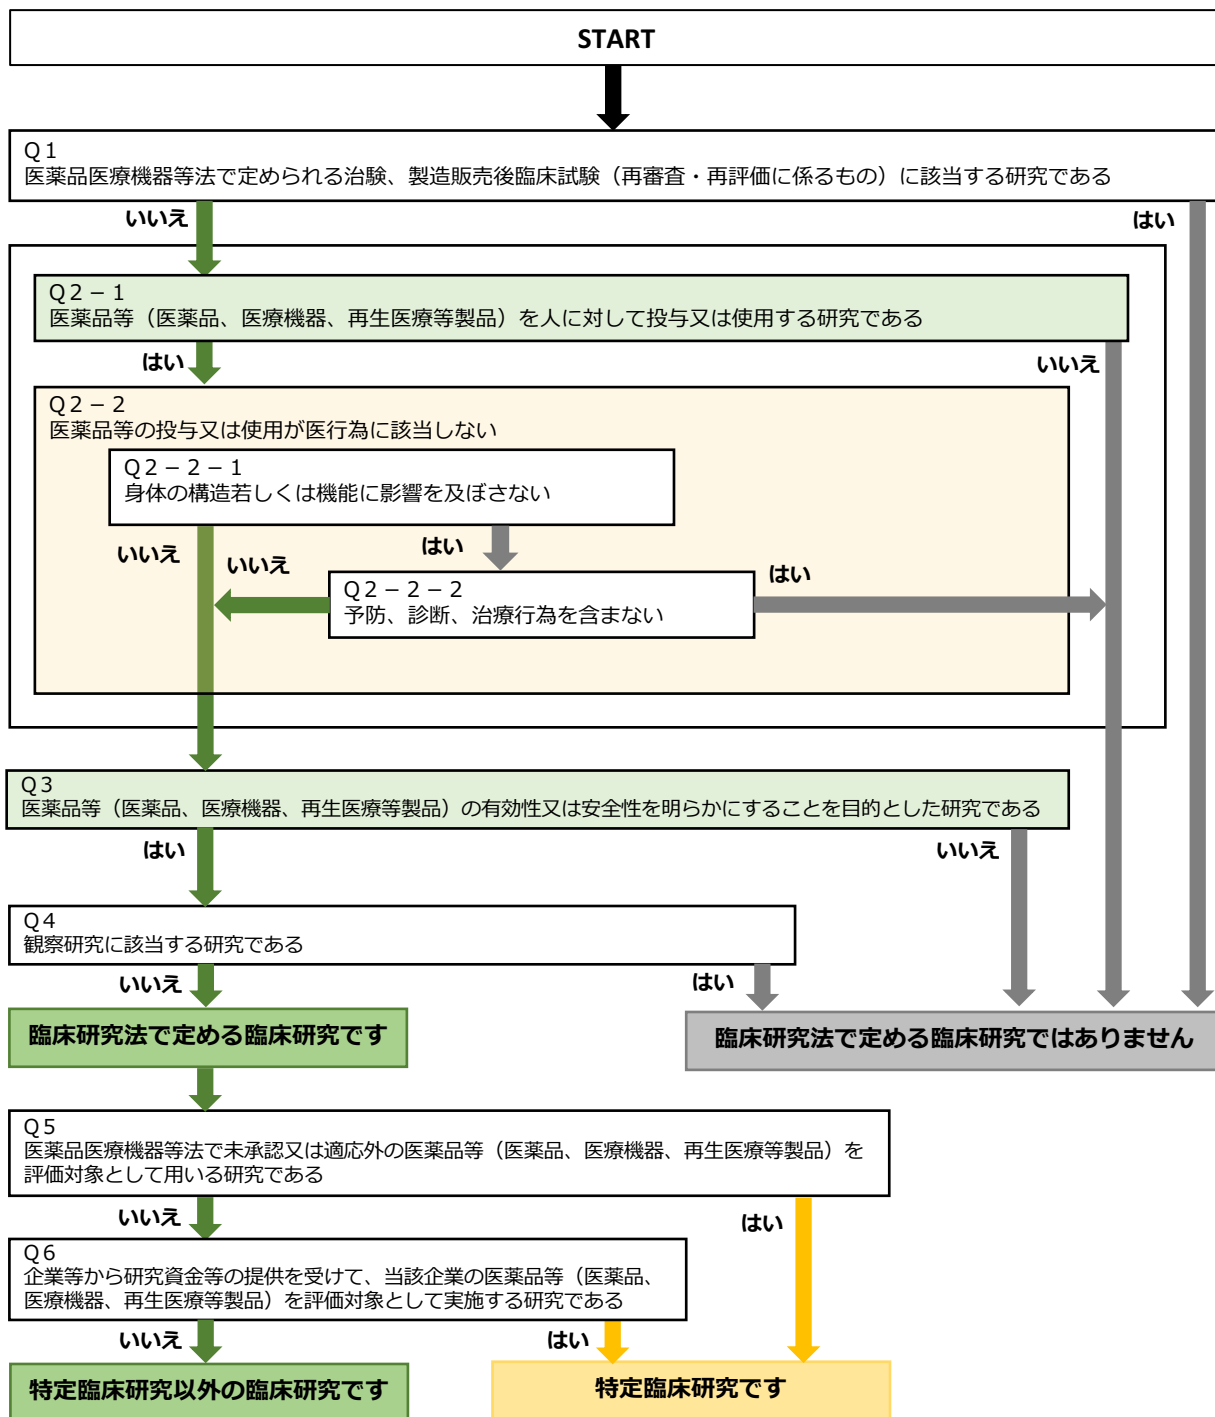 START
Q1
医薬品医療機器等法で定められる治験、製造販売後臨床試験（再審査・再評価に係るもの）に該当する研究である
いいえ
はい
Q2－1
医薬品等（医薬品、医療機器、再生医療等製品）を人に対して投与又は使用する研究である
はい
いいえ
Q2－2
医薬品等の投与又は使用が医行為に該当しない
Q2－2－1
身体の構造若しくは機能に影響を及ぼさない
いいえ
はい
いいえ
はい
Q2－2－2
予防、診断、治療行為を含まない
Q3
医薬品等（医薬品、医療機器、再生医療等製品）の有効性又は安全性を明らかにすることを目的とした研究である
はい
いいえ
Q4
観察研究に該当する研究である
いいえ
はい
臨床研究法で定める臨床研究です
臨床研究法で定める臨床研究ではありません
Q5
医薬品医療機器等法で未承認又は適応外の医薬品等（医薬品、医療機器、再生医療等製品）を
評価対象として用いる研究である
いいえ
はい
Q6
企業等から研究資金等の提供を受けて、当該企業の医薬品等（医薬品、
医療機器、再生医療等製品）を評価対象として実施する研究である
いいえ
はい
特定臨床研究以外の臨床研究です
特定臨床研究です